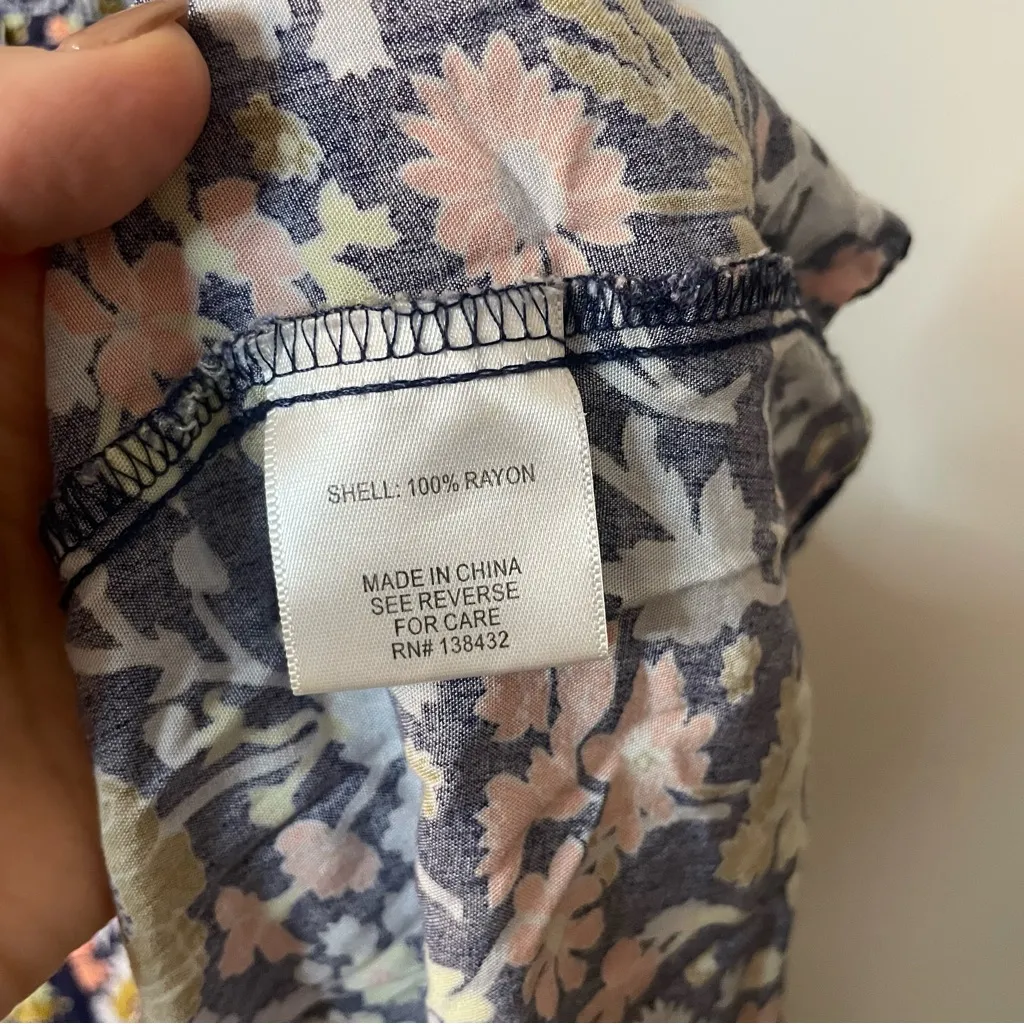 SHELL: 100% RAYON
MADE IN CHINA
SEE REVERSE
FOR CARE
RN# 138432